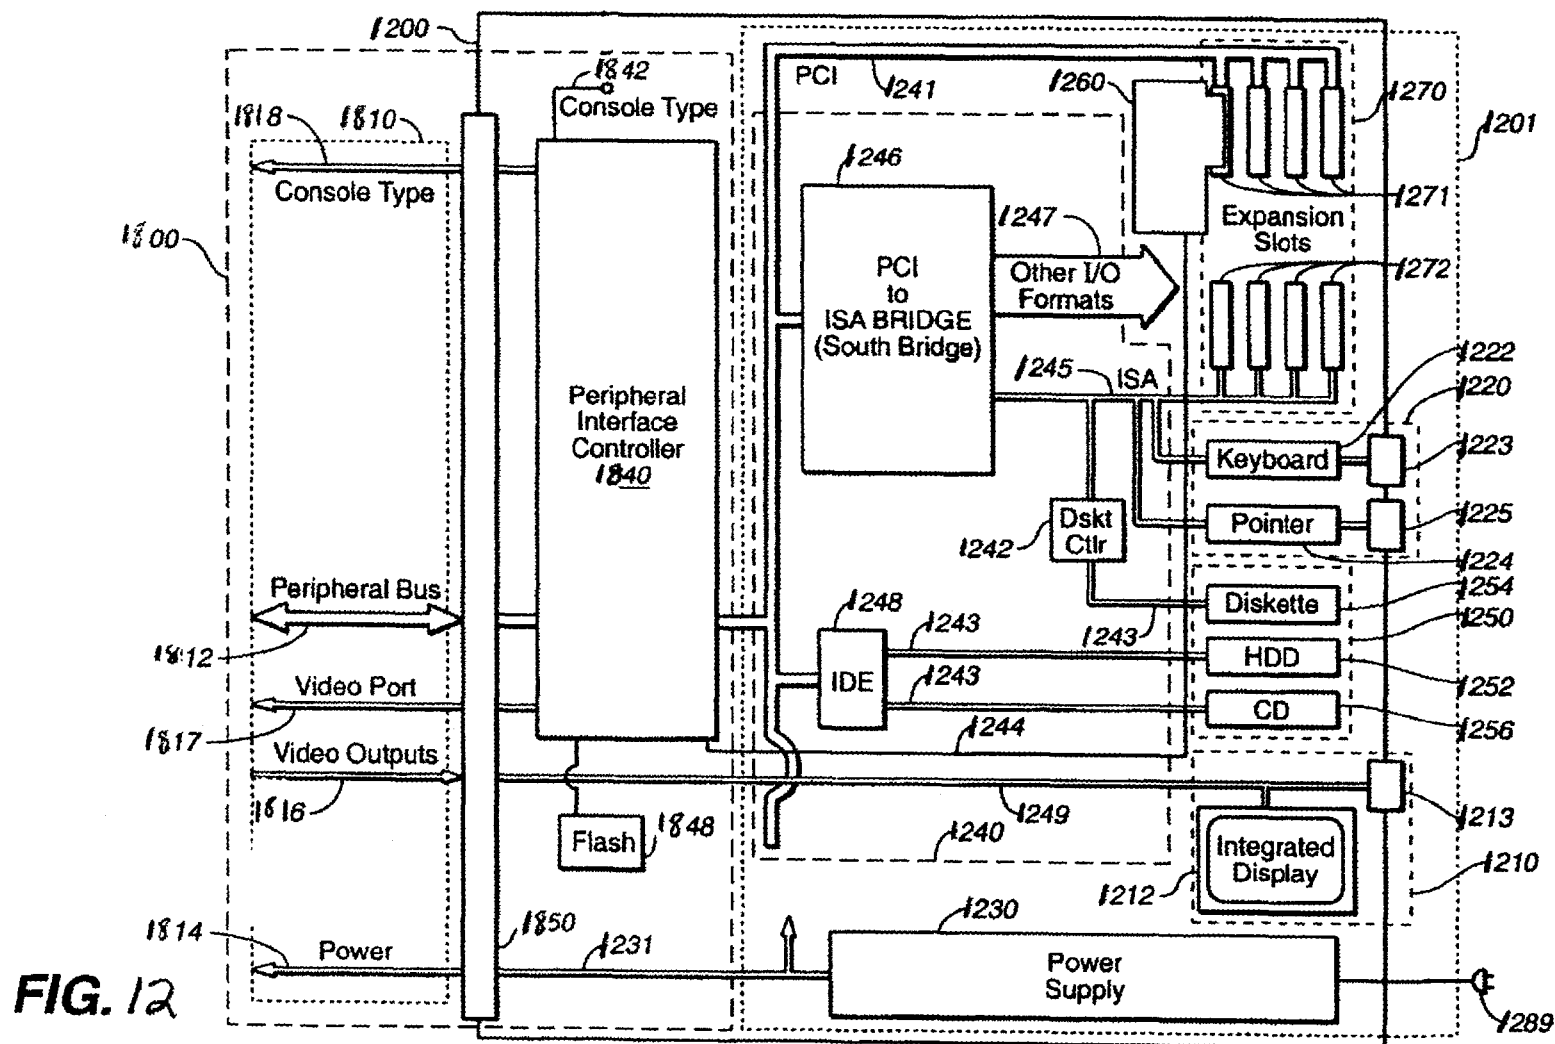 1200
1842
Console Type
PCI
1241
1260
1270
1201
1818
1810
1246
Console Type
1247
1271
Expansion
Slots
1800
PCI
to
ISA BRIDGE
(South Bridge)
Other I/O
Formats
1272
1245
ISA
1222
1220
Peripheral
Interface
Controller
1840
Keyboard
1223
Dskt
Ctlr
1242
Pointer
1225
1224
Peripheral Bus
1812
1248
1243
1243
Diskette
1254
1250
HDD
1252
IDE
1243
Video Port
CD
1256
1817
1244
Video Outputs
1816
1249
1213
Flash
1848
1240
Integrated
Display
1212
1210
1814
Power
1850
1231
1230
Power
Supply
1289
FIG. 12